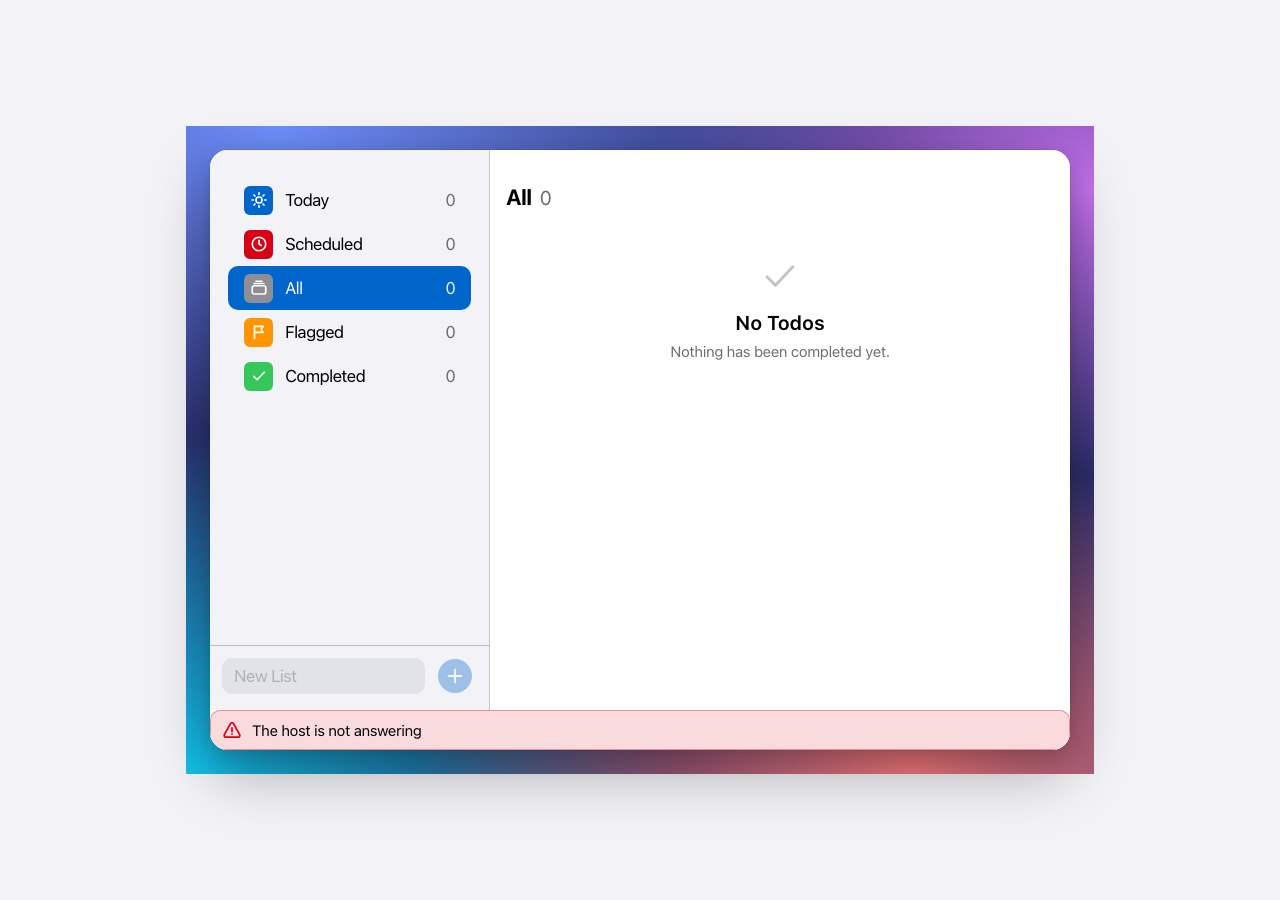 Today 0
Scheduled 0
All 0
Flagged 0
Completed 0
New List
All 0
No Todos
Nothing has been completed yet.
The host is not answering